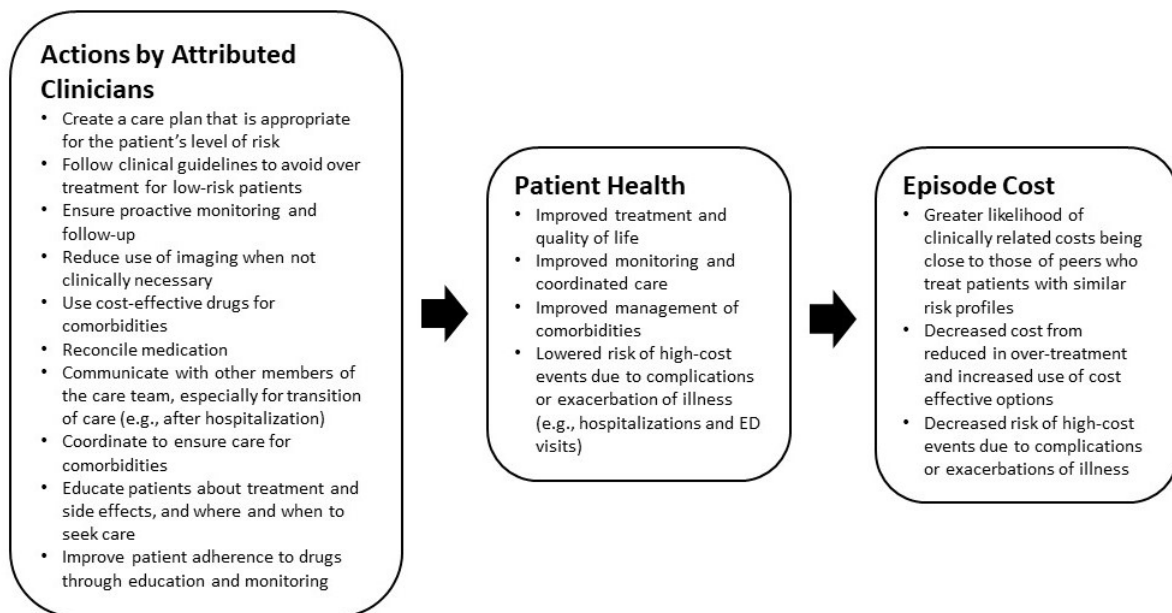 Actions by Attributed
Clinicians
• Create a care plan that is appropriate
for the patient's level of risk
• Follow clinical guidelines to avoid over
treatment for low-risk patients
• Ensure proactive monitoring and
follow-up
• Reduce use of imaging when not
clinically necessary
• Use cost-effective drugs for
comorbidities
• Reconcile medication
• Communicate with other members of
the care team, especially for transition
of care (e.g., after hospitalization)
• Coordinate to ensure care for
comorbidities
• Educate patients about treatment and
side effects, and where and when to
seek care
• Improve patient adherence to drugs
through education and monitoring
Patient Health
• Improved treatment and
quality of life
• Improved monitoring and
coordinated care
• Improved management of
comorbidities
• Lowered risk of high-cost
events due to complications
or exacerbation of illness
(e.g., hospitalizations and ED
visits)
Episode Cost
• Greater likelihood of
clinically related costs being
close to those of peers who
treat patients with similar
risk profiles
• Decreased cost from
reduced in over-treatment
and increased use of cost
effective options
• Decreased risk of high-cost
events due to complications
or exacerbations of illness